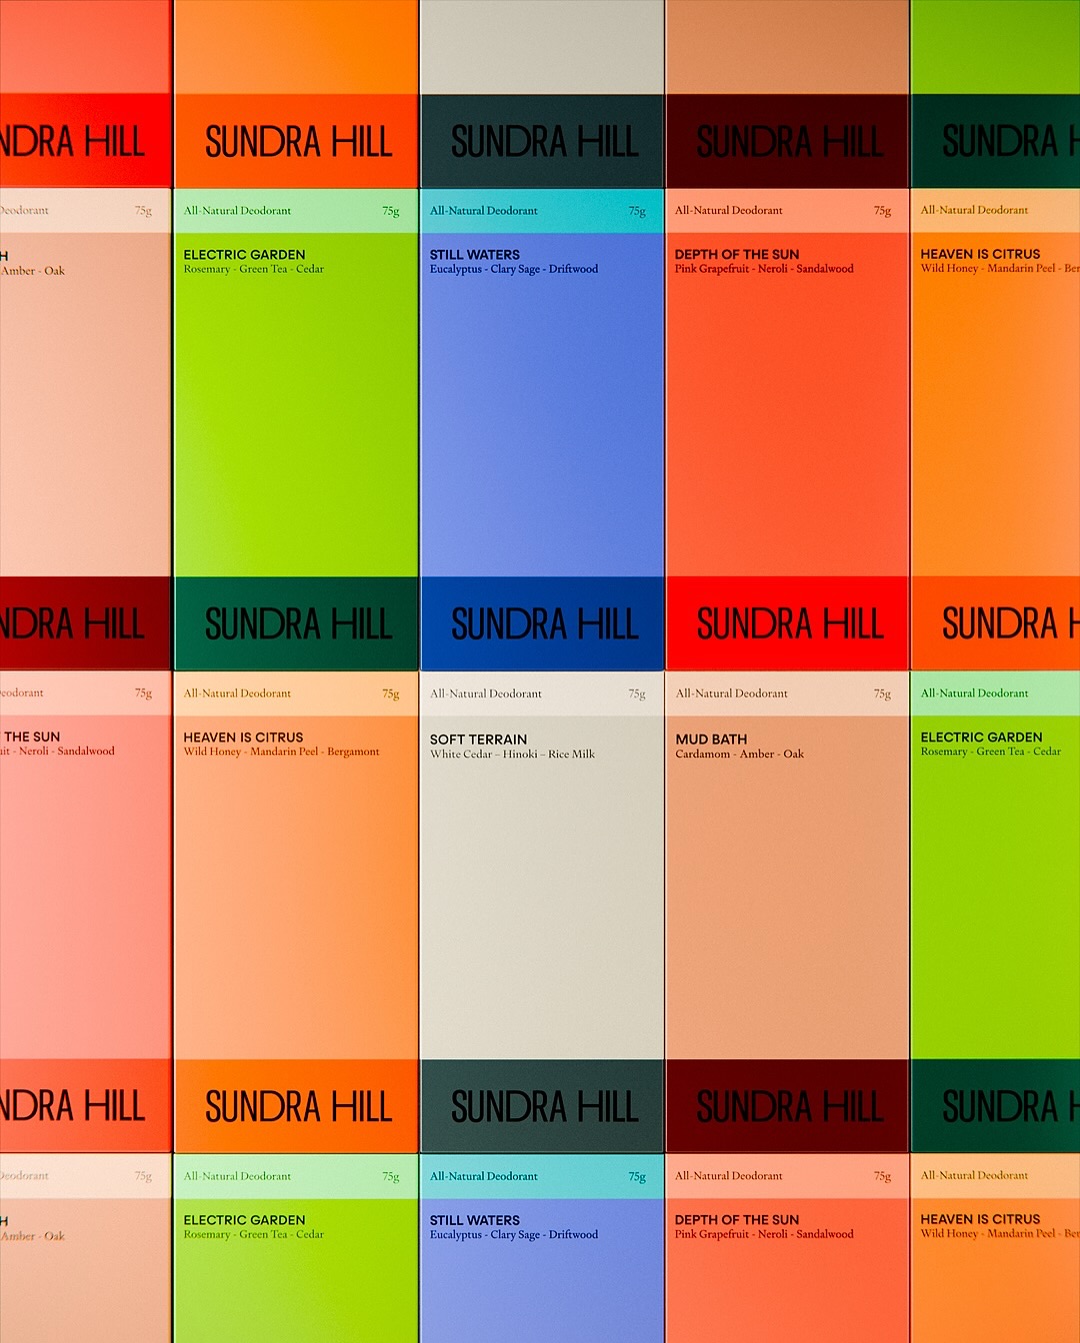 NDRA HILL
SUNDRA HILL
SUNDRA HILL
SUNDRA HILL
SUNDRA H
Deodorant 75g
H
Amber - Oak
All-Natural Deodorant 75g
ELECTRIC GARDEN
Rosemary - Green Tea - Cedar
All-Natural Deodorant 75g
STILL WATERS
Eucalyptus - Clary Sage - Driftwood
All-Natural Deodorant 75g
DEPTH OF THE SUN
Pink Grapefruit - Neroli - Sandalwood
All-Natural Deodorant
HEAVEN IS CITRUS
Wild Honey - Mandarin Peel - Ber
NDRA HILL
SUNDRA HILL
SUNDRA HILL
SUNDRA HILL
SUNDRA H
eodorant 75g
THE SUN
uit - Neroli - Sandalwood
All-Natural Deodorant 75g
HEAVEN IS CITRUS
Wild Honey - Mandarin Peel - Bergamont
All-Natural Deodorant 75g
SOFT TERRAIN
White Cedar – Hinoki – Rice Milk
All-Natural Deodorant 75g
MUD BATH
Cardamom - Amber - Oak
All-Natural Deodorant
ELECTRIC GARDEN
Rosemary - Green Tea - Cedar
NDRA HILL
SUNDRA HILL
SUNDRA HILL
SUNDRA HILL
SUNDRA H
Deodorant 75g
H
Amber - Oak
All-Natural Deodorant 75g
ELECTRIC GARDEN
Rosemary - Green Tea - Cedar
All-Natural Deodorant 75g
STILL WATERS
Eucalyptus - Clary Sage - Driftwood
All-Natural Deodorant 75g
DEPTH OF THE SUN
Pink Grapefruit - Neroli - Sandalwood
All-Natural Deodorant
HEAVEN IS CITRUS
Wild Honey - Mandarin Peel - Ber